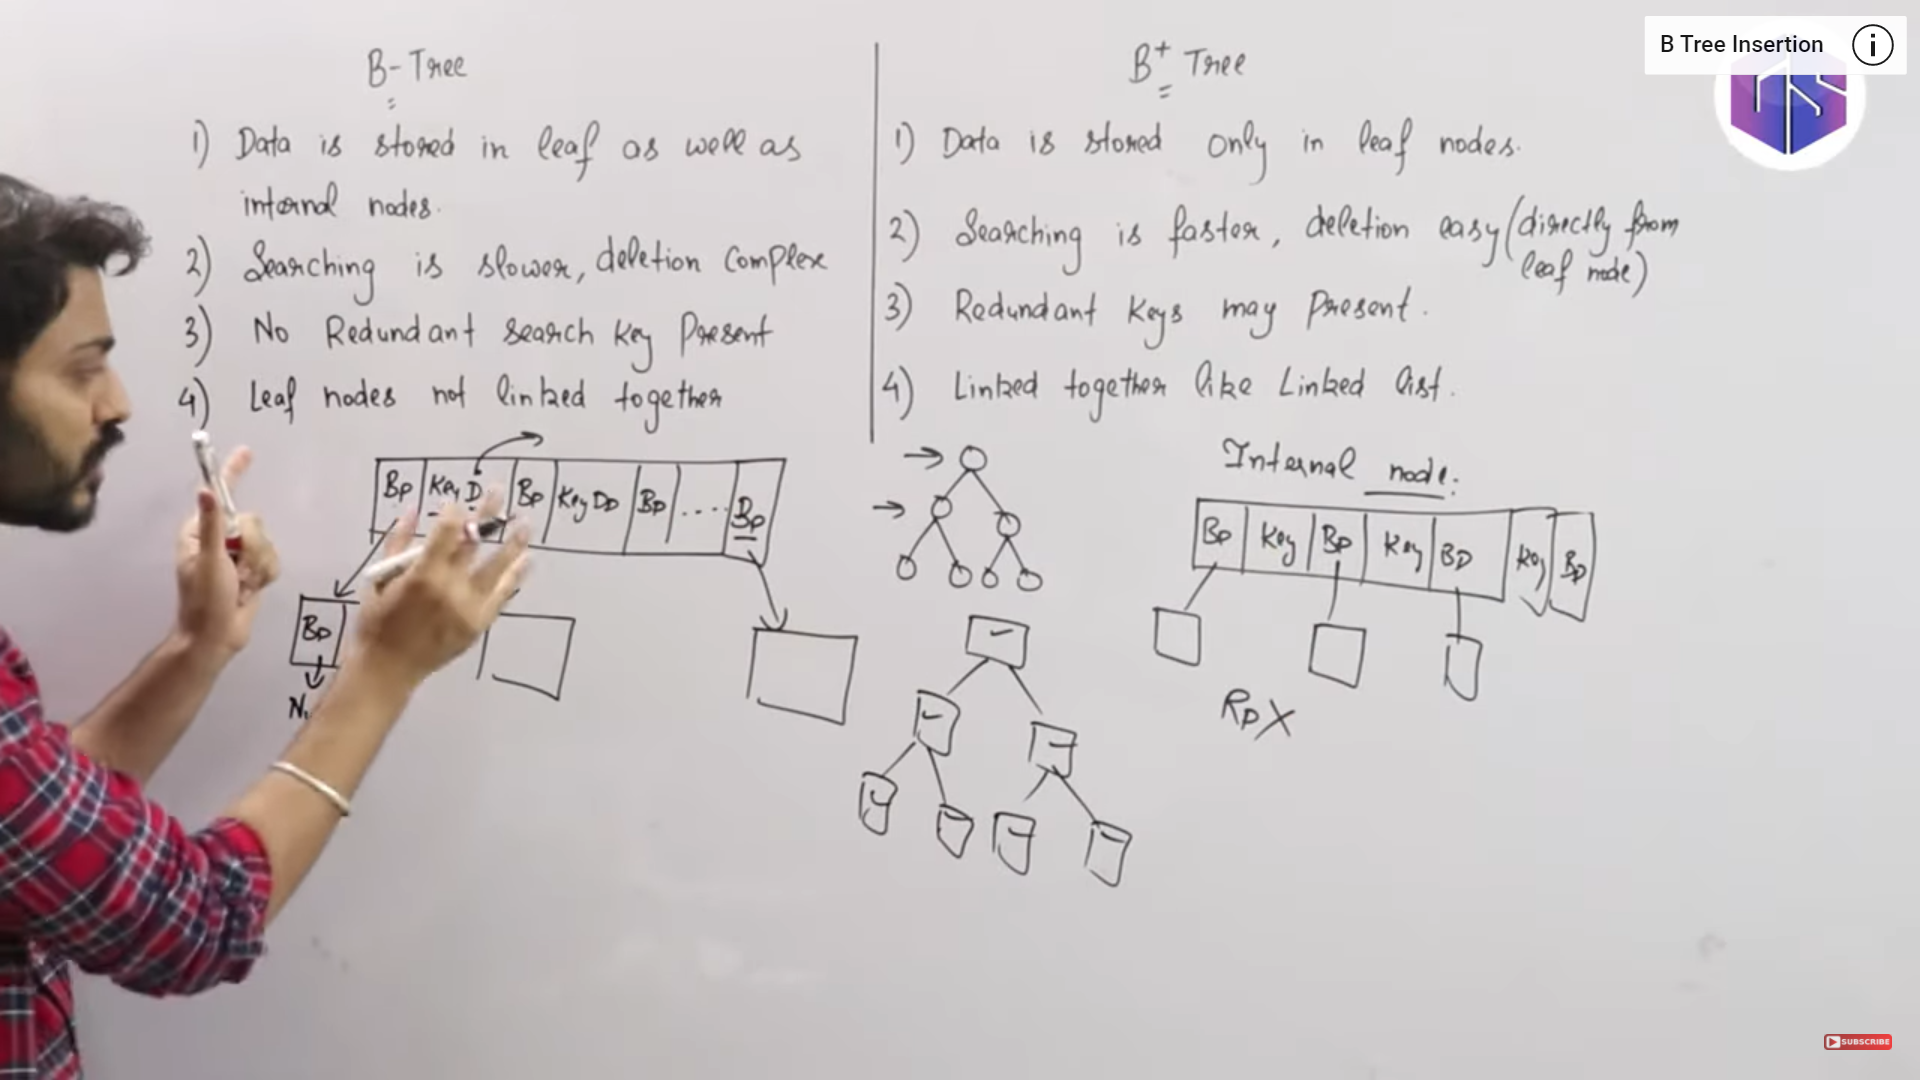 B Tree Insertion
B- Tree
1) Data is stored in leaf as well as
internal nodes.
2) Searching is slower, deletion complex
3) No Redundant search key Present
4) Leaf nodes not linked together
Bp Key D Bp Key Dp Bp .... Bp
Bp
B+ Tree
1) Data is stored only in leaf nodes.
2) Searching is faster, deletion easy (directly from
leaf node)
3) Redundant keys may Present.
4) Linked together like Linked list.
Internal node:
Bp Key Bp Key Bp Key Bp
Rp X
SUBSCRIBE